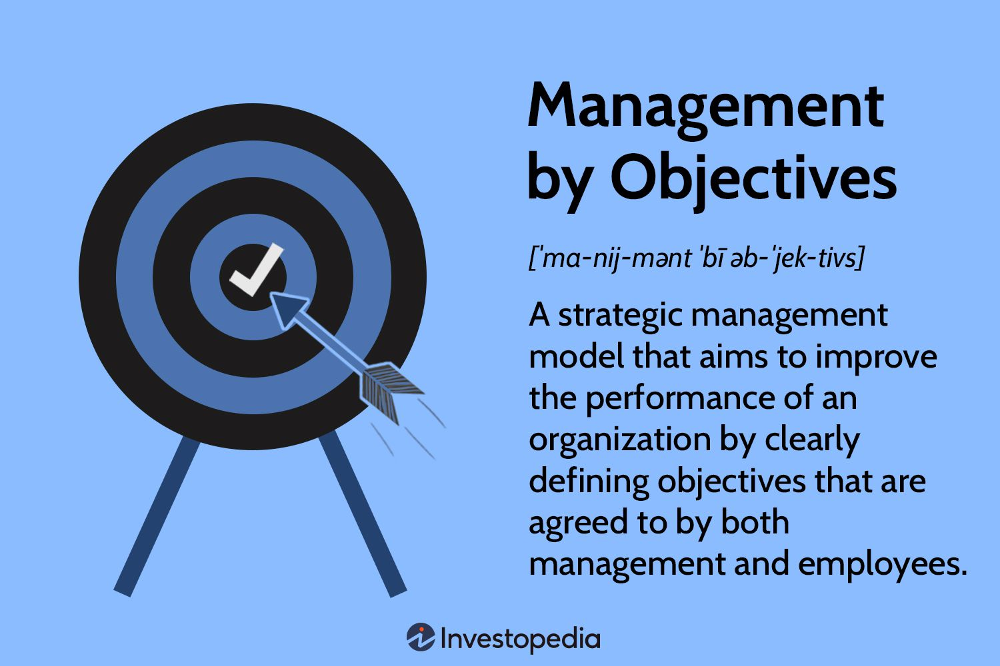 Management
by Objectives
[ˈma-nij-mənt ˈbī əb-ˈjek-tivs]
A strategic management
model that aims to improve
the performance of an
organization by clearly
defining objectives that are
agreed to by both
management and employees.
Investopedia